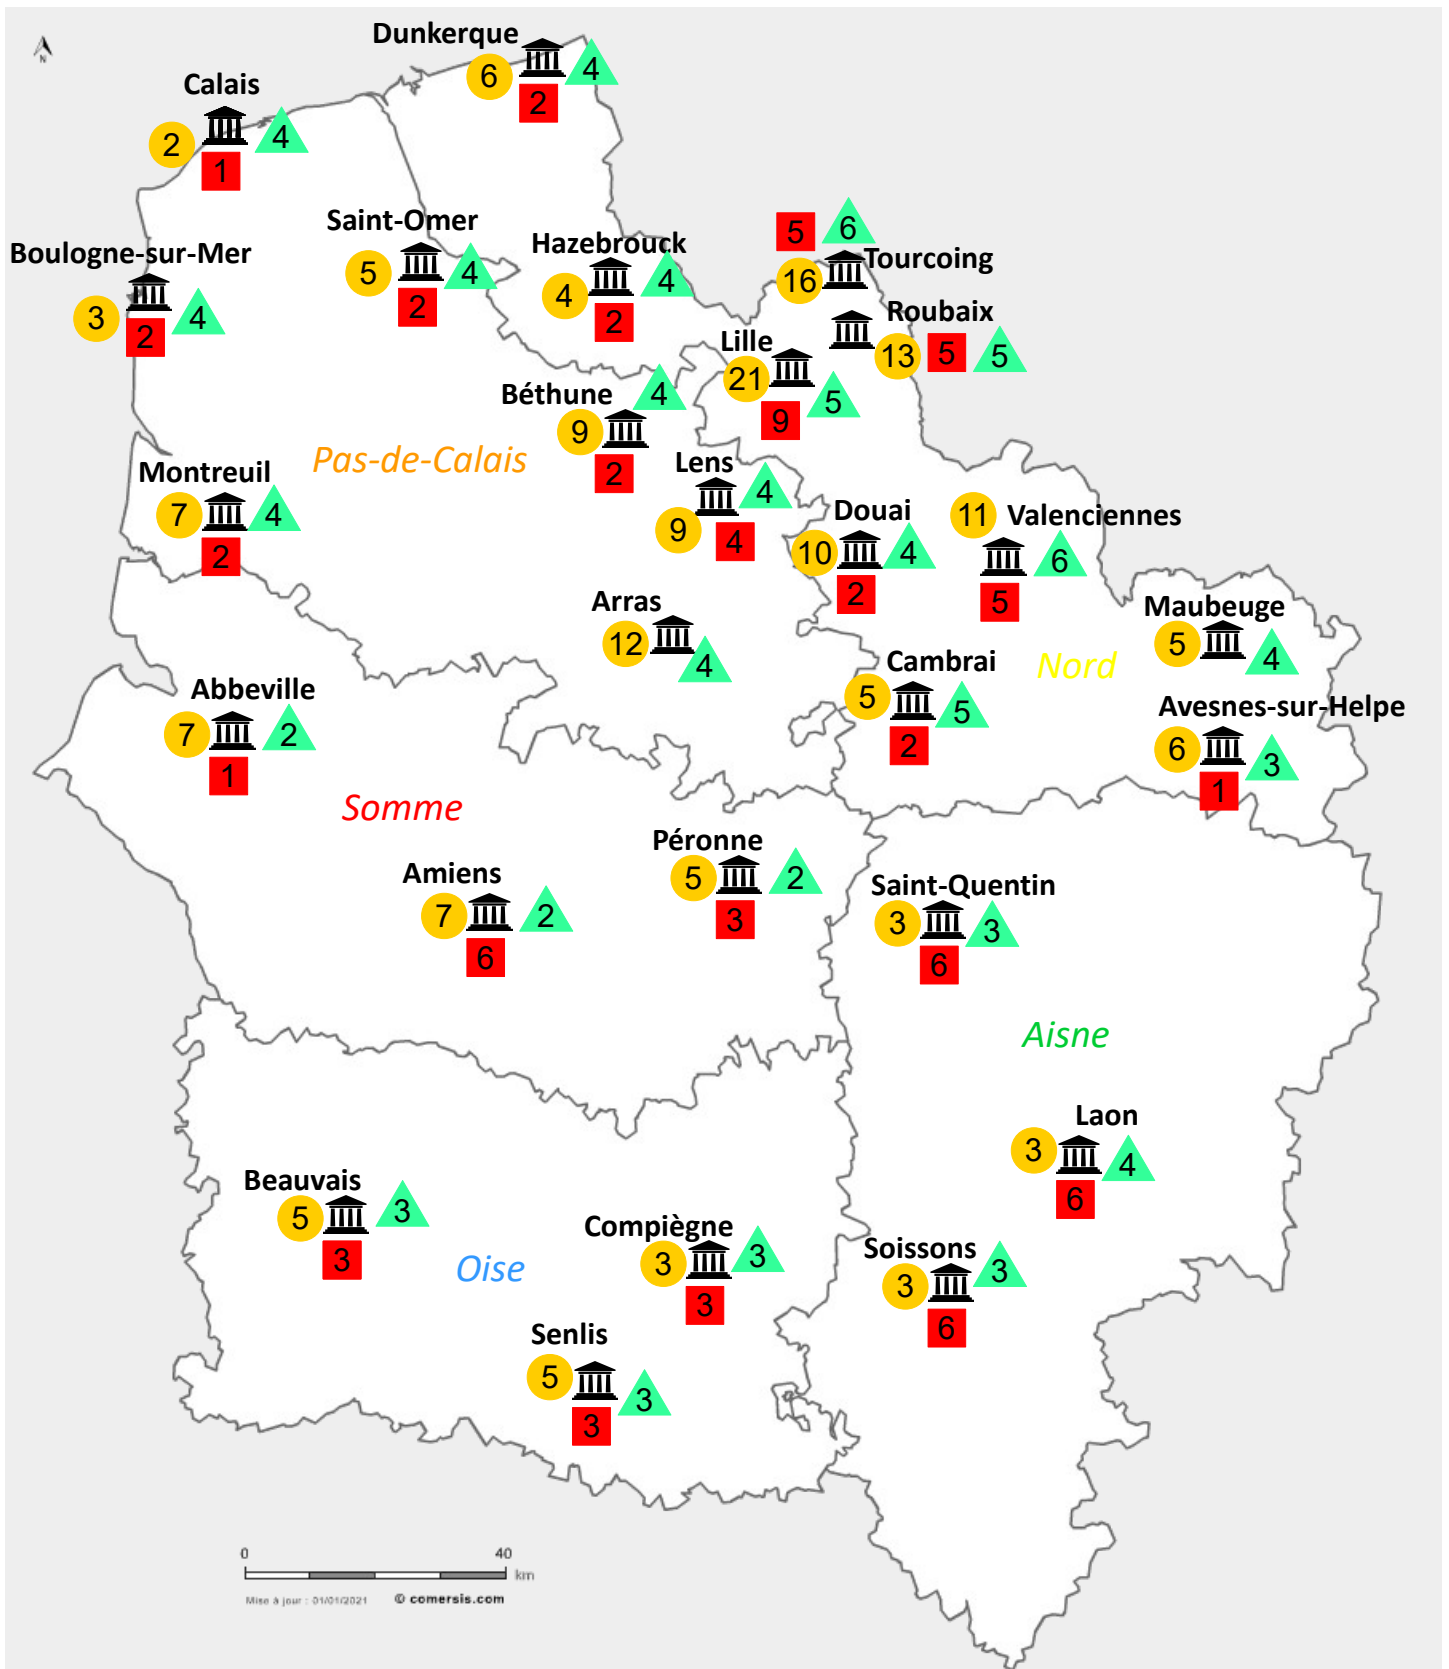 N
Dunkerque
6
4
2
Calais
2
4
1
Saint-Omer
5
4
2
Hazebrouck
4
4
2
5
6
16
Tourcoing
Boulogne-sur-Mer
3
4
2
Roubaix
13
5
5
Lille
21
5
9
Béthune
4
9
2
Pas-de-Calais
Lens
4
9
4
Montreuil
7
4
2
Douai
10
4
2
11
Valenciennes
6
5
Arras
12
4
Maubeuge
5
4
Nord
Cambrai
5
5
2
Abbeville
7
2
1
Avesnes-sur-Helpe
6
3
1
Somme
Péronne
5
2
3
Amiens
7
2
6
Saint-Quentin
3
3
6
Aisne
Laon
3
4
6
Beauvais
5
3
3
Compiègne
3
3
3
Soissons
3
3
6
Oise
Senlis
5
3
3
0 40
km
Mise à jour : 01/01/2021 © comersis.com